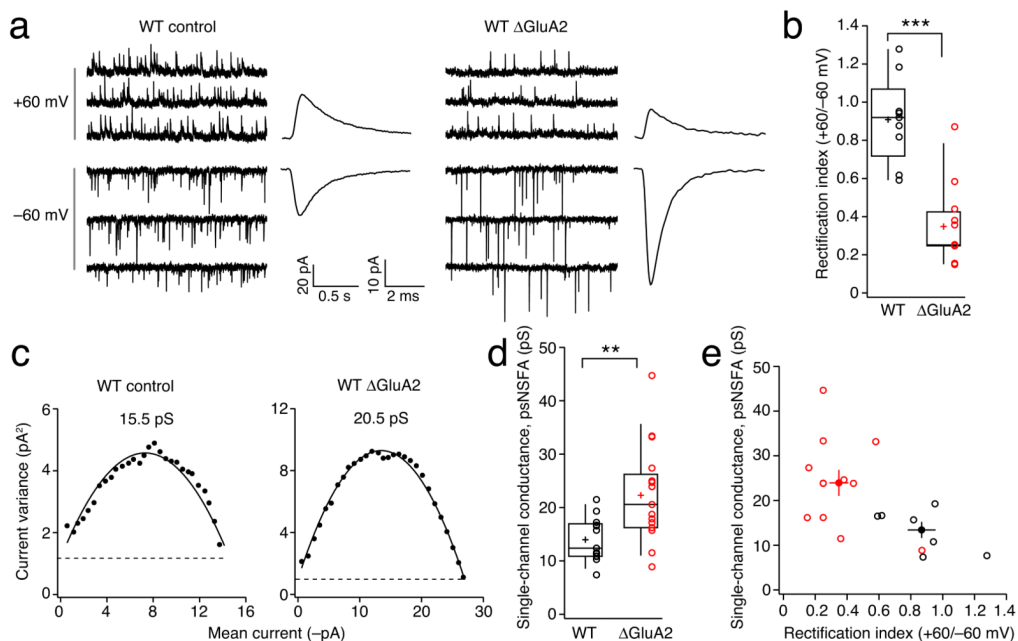 a
WT control
WT ΔGluA2
+60 mV
–60 mV
20 pA
0.5 s
10 pA
2 ms
b
Rectification index (+60/–60 mV)
1.4
1.2
1.0
0.8
0.6
0.4
0.2
0
***
WT ΔGluA2
c
WT control
15.5 pS
Current variance (pA²)
6
4
2
0
0 4 8 12 16
WT ΔGluA2
20.5 pS
12
8
4
0
0 10 20 30
Mean current (–pA)
d
Single-channel conductance, psNSFA (pS)
50
40
30
20
10
0
**
WT ΔGluA2
e
Single-channel conductance, psNSFA (pS)
50
40
30
20
10
0
0 0.2 0.4 0.6 0.8 1.0 1.2 1.4
Rectification index (+60/–60 mV)